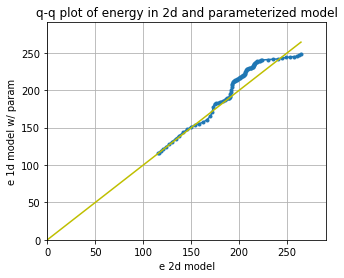 q-q plot of energy in 2d and parameterized model
e 1d model w/ param
250
200
150
100
50
0
0 50 100 150 200 250
e 2d model